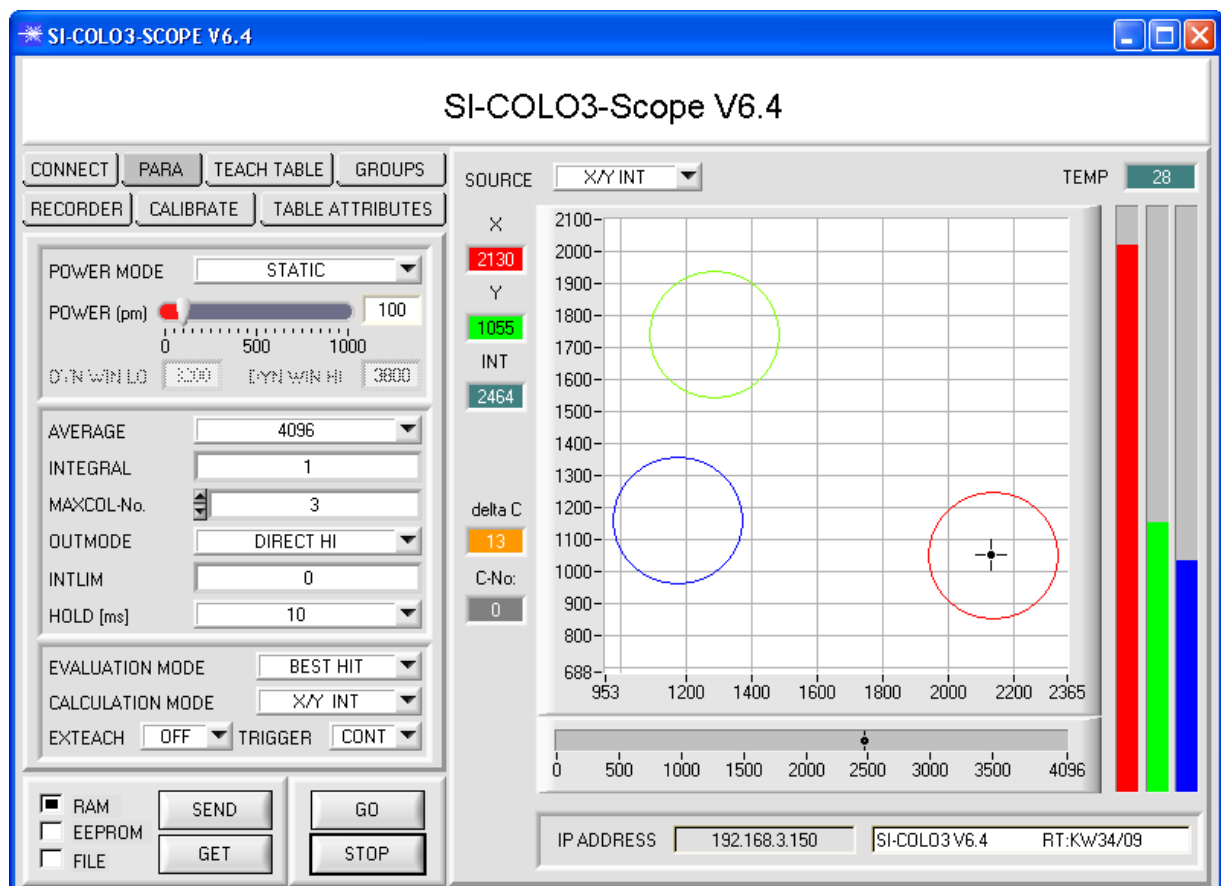 SI-COLO3-SCOPE V6.4
SI-COLO3-Scope V6.4
CONNECT PARA TEACH TABLE GROUPS
RECORDER CALIBRATE TABLE ATTRIBUTES
POWER MODE STATIC
POWER (pm) 100
0 500 1000
DYN WIN LO 3200 DYN WIN HI 3800
AVERAGE 4096
INTEGRAL 1
MAXCOL-No. 3
OUTMODE DIRECT HI
INTLIM 0
HOLD [ms] 10
EVALUATION MODE BEST HIT
CALCULATION MODE X/Y INT
EXTEACH OFF TRIGGER CONT
RAM
EEPROM
FILE
SEND
GET
GO
STOP
SOURCE X/Y INT
TEMP 28
X
2130
Y
1055
INT
2464
delta C
13
C-No:
0
2100
2000
1900
1800
1700
1600
1500
1400
1300
1200
1100
1000
900
800
688
953 1200 1400 1600 1800 2000 2200 2365
0 500 1000 1500 2000 2500 3000 3500 4096
IP ADDRESS 192.168.3.150 SI-COLO3 V6.4 RT:KW34/09